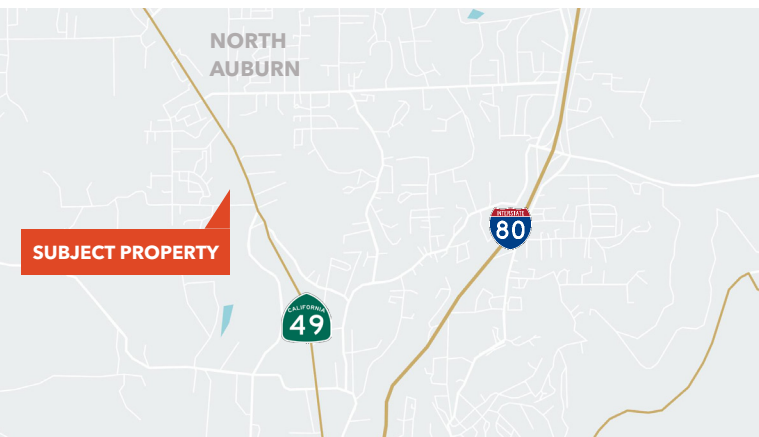 NORTH
AUBURN
SUBJECT PROPERTY
INTERSTATE
80
CALIFORNIA
49